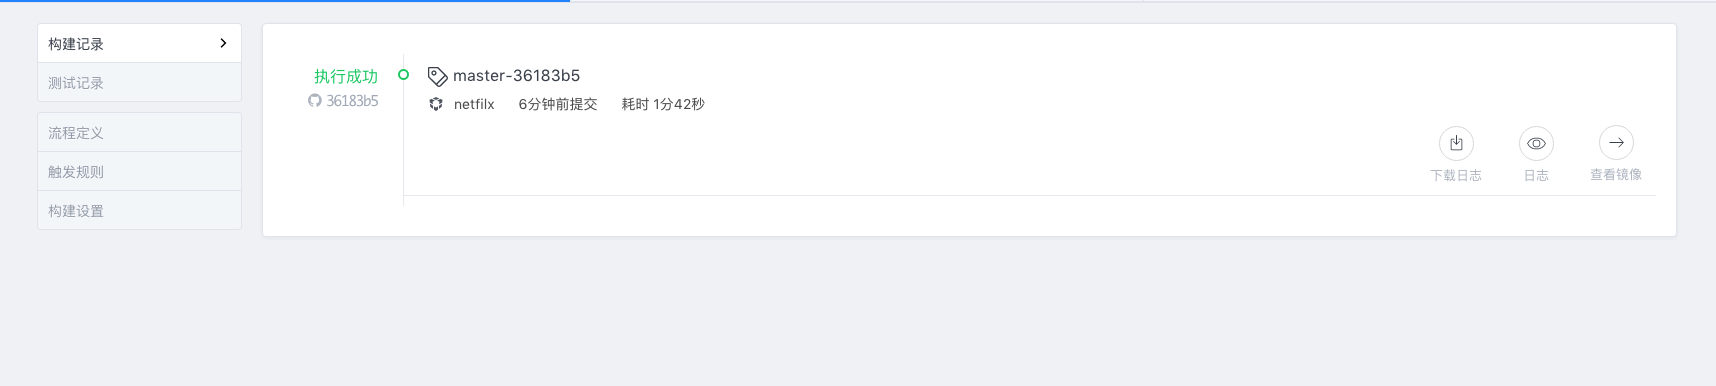 构建记录
测试记录
流程定义
触发规则
构建设置
执行成功
36183b5
master-36183b5
netfilx 6分钟前提交 耗时 1分42秒
下载日志 日志 查看镜像